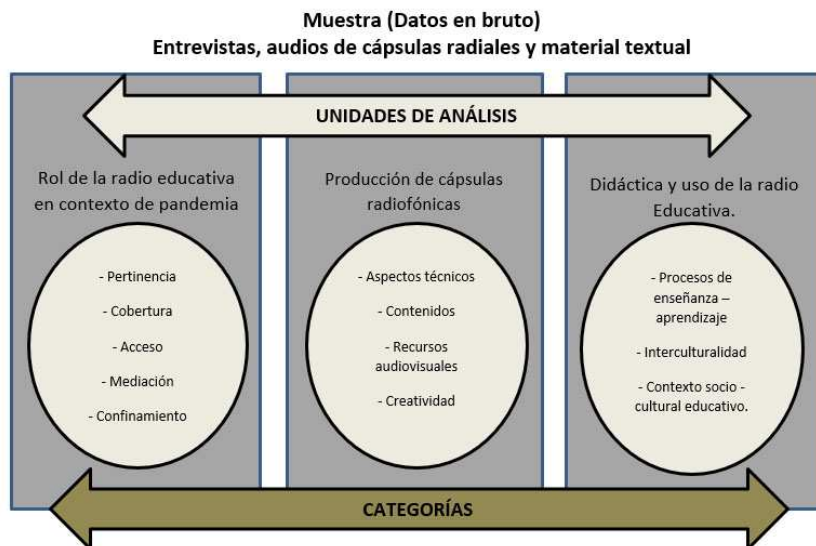 Muestra (Datos en bruto)
Entrevistas, audios de cápsulas radiales y material textual
UNIDADES DE ANÁLISIS
Rol de la radio educativa
en contexto de pandemia
- Pertinencia
- Cobertura
- Acceso
- Mediación
- Confinamiento
Producción de cápsulas
radiofónicas
- Aspectos técnicos
- Contenidos
- Recursos
audiovisuales
- Creatividad
Didáctica y uso de la radio
Educativa.
- Procesos de
enseñanza –
aprendizaje
- Interculturalidad
- Contexto socio -
cultural educativo.
CATEGORÍAS